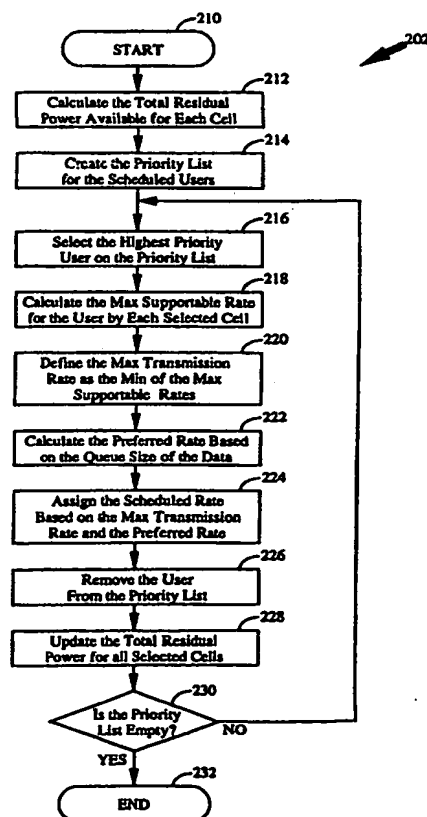 210
START
202
212
Calculate the Total Residual
Power Available for Each Cell
214
Create the Priority List
for the Scheduled Users
216
Select the Highest Priority
User on the Priority List
218
Calculate the Max Supportable Rate
for the User by Each Selected Cell
220
Define the Max Transmission
Rate as the Min of the Max
Supportable Rates
222
Calculate the Preferred Rate Based
on the Queue Size of the Data
224
Assign the Scheduled Rate
Based on the Max Transmission
Rate and the Preferred Rate
226
Remove the User
From the Priority List
228
Update the Total Residual
Power for all Selected Cells
230
Is the Priority
List Empty?
NO
YES
232
END